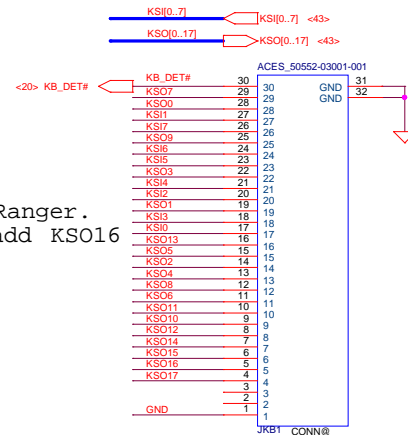 KSI[0..7] KSI[0..7] <43>
KSO[0..17] KSO[0..17] <43>
ACES_50552-03001-001
<20> KB_DET# KB_DET# 30 30 GND 31
KSO7 29 29 GND 32
KSO0 28 28
KSI1 27 27
KSI7 26 26
KSO9 25 25
KSI6 24 24
KSI5 23 23
KSO3 22 22
KSI4 21 21
KSI2 20 20
KSO1 19 19
KSI3 18 18
KSI0 17 17
KSO13 16 16
KSO5 15 15
KSO2 14 14
KSO4 13 13
KSO8 12 12
KSO6 11 11
KSO11 10 10
KSO10 9 9
KSO12 8 8
KSO14 7 7
KSO15 6 6
KSO16 5 5
KSO17 4 4
3 3
2 2
GND 1 1
JKB1 CONN@
Ranger.
add KSO16